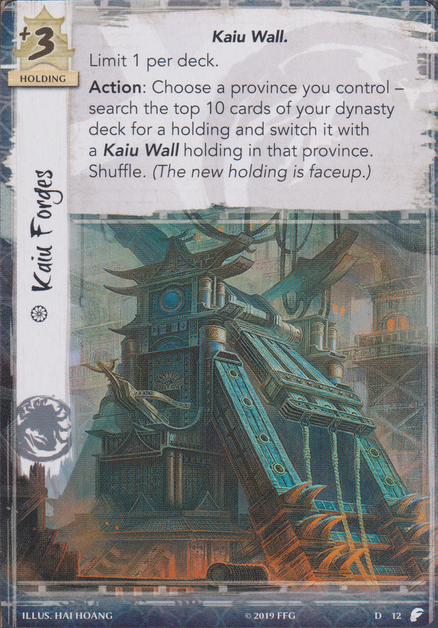 +3
HOLDING
Kaiu Wall.
Limit 1 per deck.
Action: Choose a province you control –
search the top 10 cards of your dynasty
deck for a holding and switch it with
a Kaiu Wall holding in that province.
Shuffle. (The new holding is faceup.)
Kaiu Forges
ILLUS. HAI HOANG
© 2019 FFG
D 12